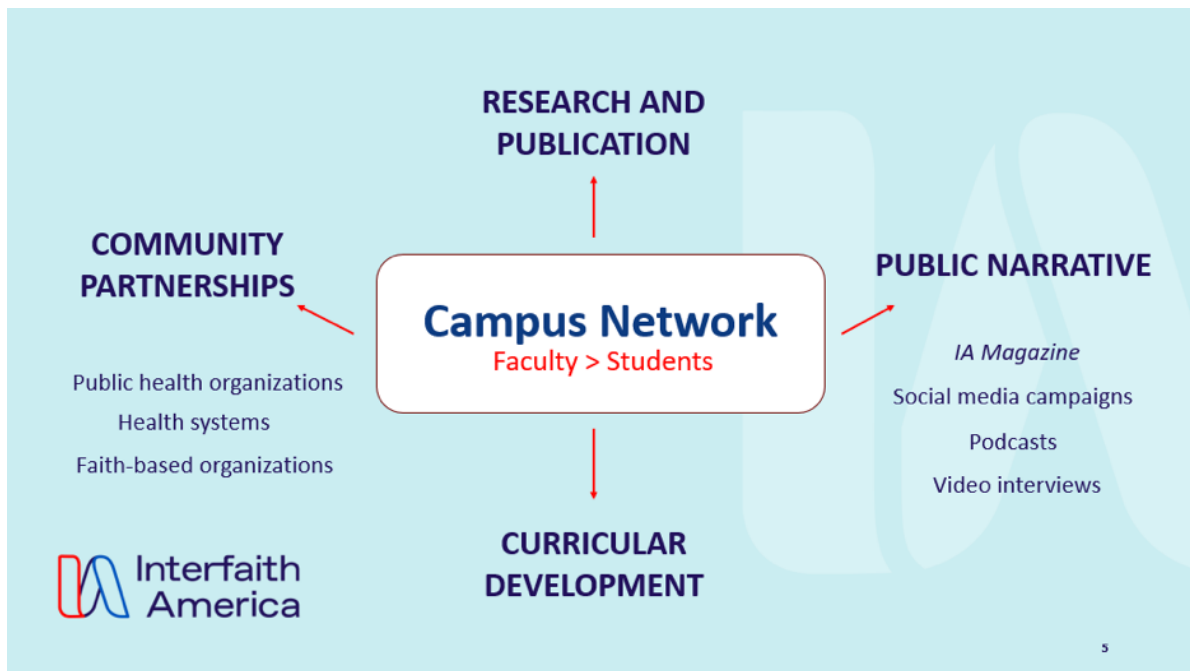 RESEARCH AND
PUBLICATION
COMMUNITY
PARTNERSHIPS
Public health organizations
Health systems
Faith-based organizations
Campus Network
Faculty > Students
PUBLIC NARRATIVE
IA Magazine
Social media campaigns
Podcasts
Video interviews
CURRICULAR
DEVELOPMENT
Interfaith
America
5